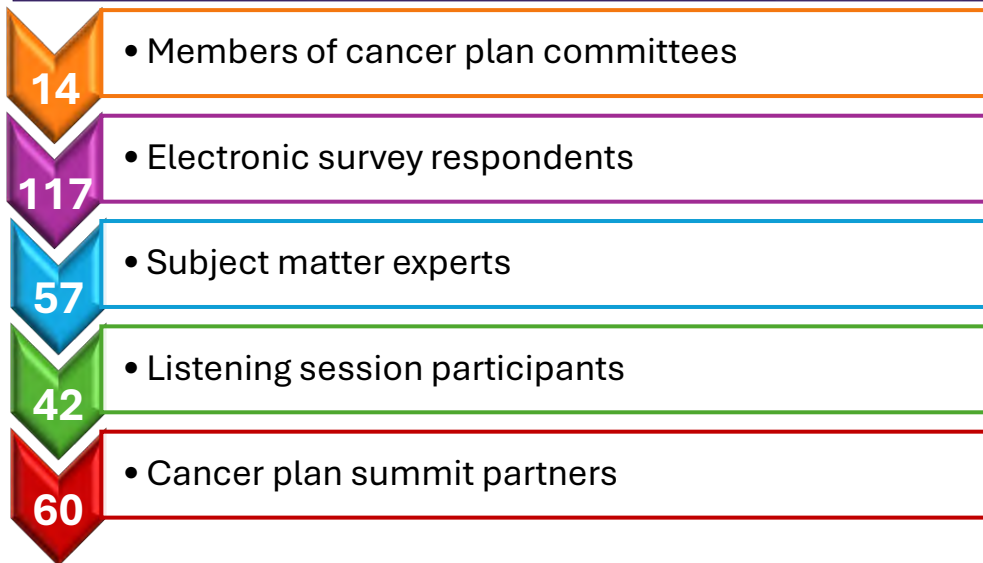 14
• Members of cancer plan committees
117
• Electronic survey respondents
57
• Subject matter experts
42
• Listening session participants
60
• Cancer plan summit partners